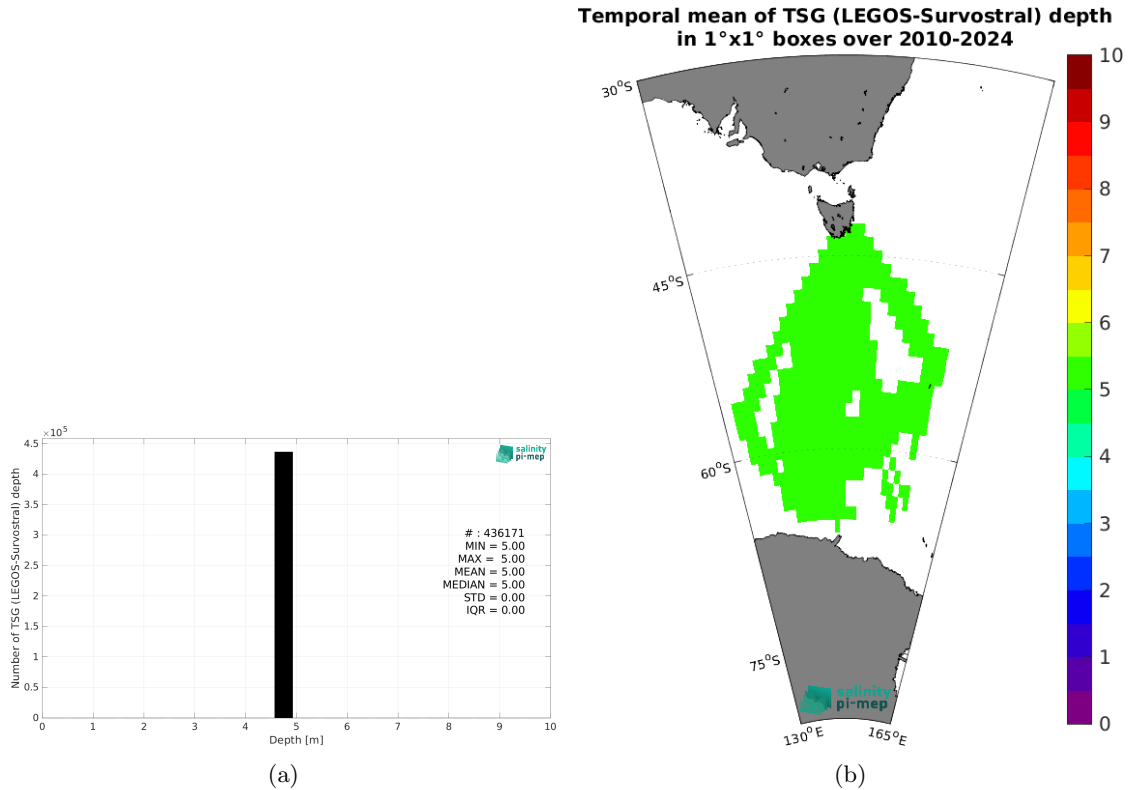 Temporal mean of TSG (LEGOS-Survostral) depth
in 1°x1° boxes over 2010-2024
×10⁵
4.5
4
3.5
3
2.5
2
1.5
1
0.5
0
Number of TSG (LEGOS-Survostral) depth
salinity
pi-mep
# : 436171
MIN = 5.00
MAX = 5.00
MEAN = 5.00
MEDIAN = 5.00
STD = 0.00
IQR = 0.00
0 1 2 3 4 5 6 7 8 9 10
Depth [m]
(a)
30°S
45°S
60°S
75°S
130°E
165°E
salinity
pi-mep
10
9
8
7
6
5
4
3
2
1
0
(b)